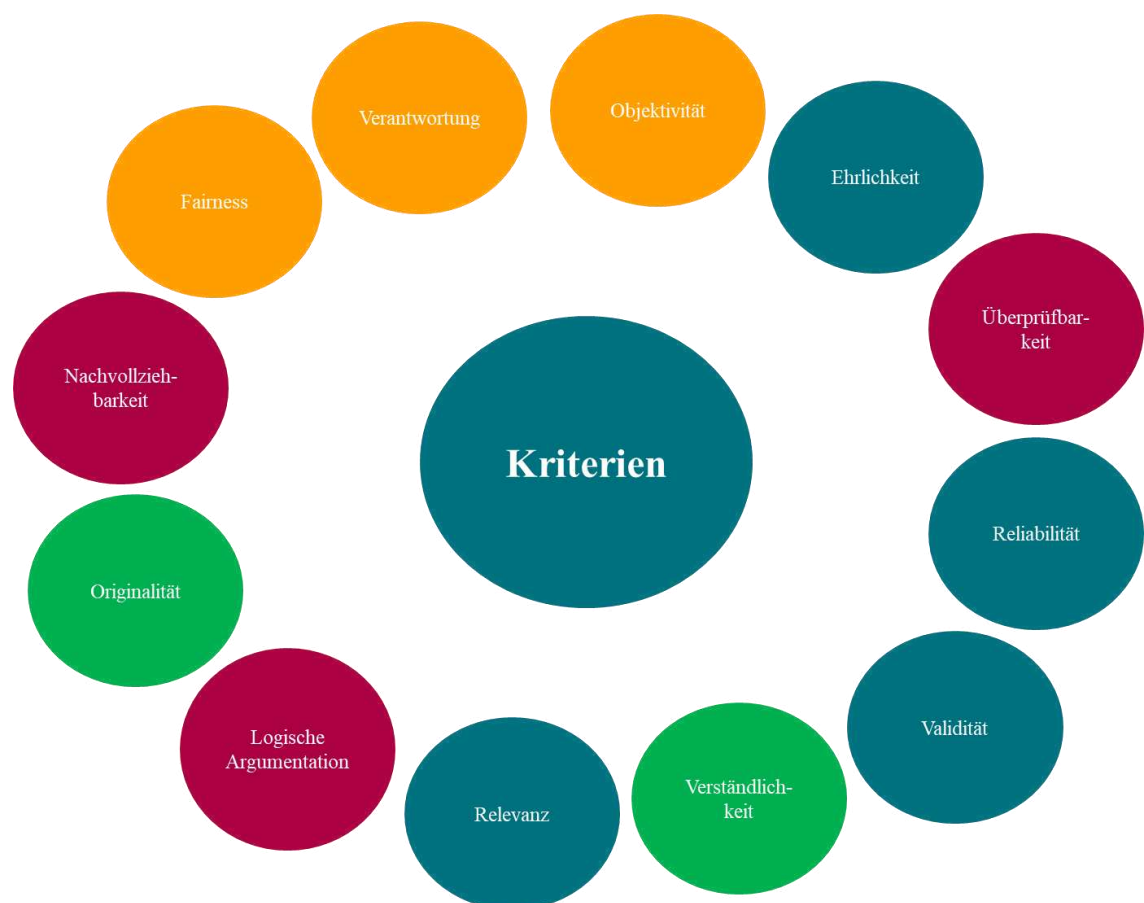 Objektivität
Verantwortung
Ehrlichkeit
Fairness
Überprüfbar-
keit
Nachvollzieh-
barkeit
Kriterien
Reliabilität
Originalität
Validität
Logische
Argumentation
Verständlich-
keit
Relevanz